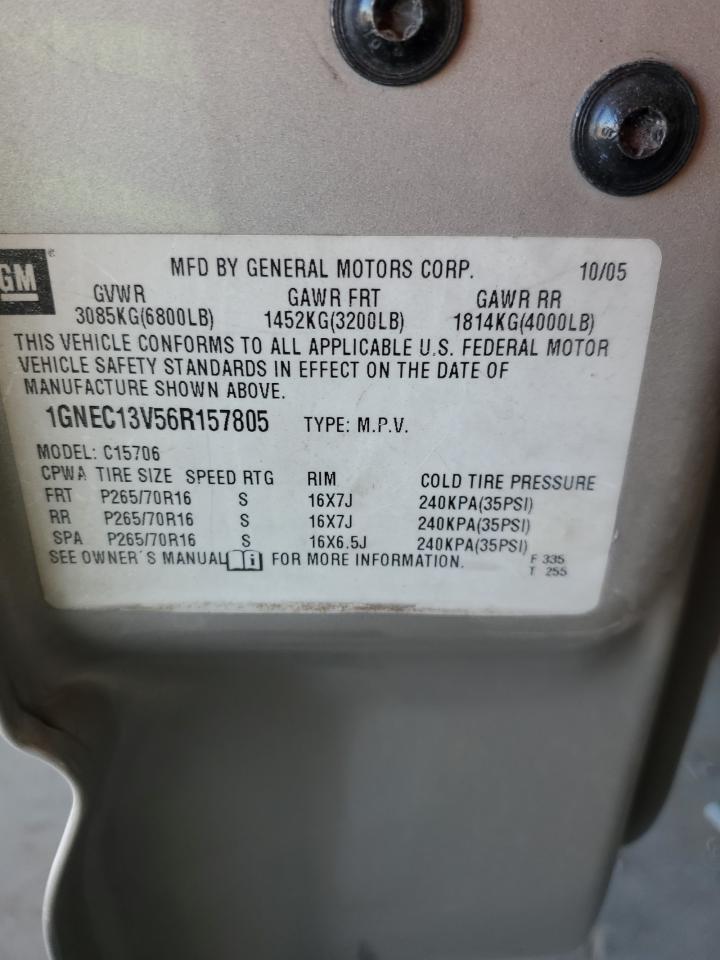 GM®
MFD BY GENERAL MOTORS CORP. 10/05
GVWR GAWR FRT GAWR RR
3085KG(6800LB) 1452KG(3200LB) 1814KG(4000LB)
THIS VEHICLE CONFORMS TO ALL APPLICABLE U.S. FEDERAL MOTOR
VEHICLE SAFETY STANDARDS IN EFFECT ON THE DATE OF
MANUFACTURE SHOWN ABOVE.
1GNEC13V56R157805 TYPE: M.P.V.
MODEL: C15706
CPWA TIRE SIZE SPEED RTG RIM COLD TIRE PRESSURE
FRT P265/70R16 S 16X7J 240KPA(35PSI)
RR P265/70R16 S 16X7J 240KPA(35PSI)
SPA P265/70R16 S 16X6.5J 240KPA(35PSI)
SEE OWNER'S MANUAL FOR MORE INFORMATION. F 335
T 255